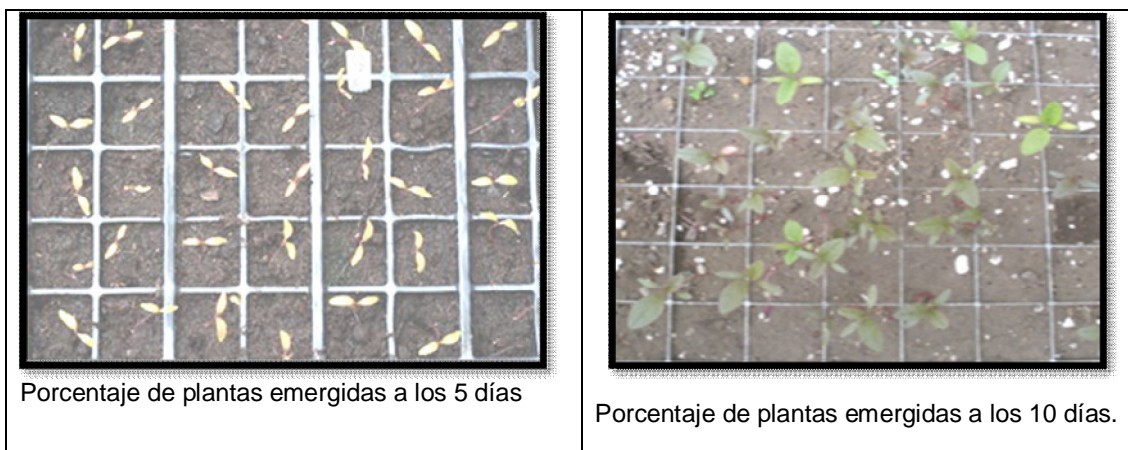 Porcentaje de plantas emergidas a los 5 días
Porcentaje de plantas emergidas a los 10 días.